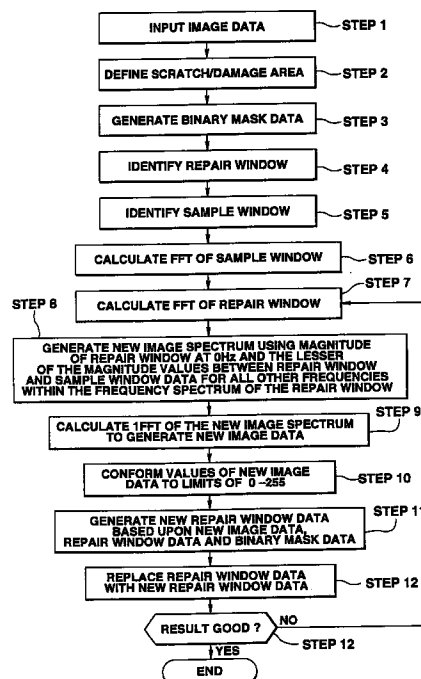 INPUT IMAGE DATA
STEP 1
DEFINE SCRATCH/DAMAGE AREA
STEP 2
GENERATE BINARY MASK DATA
STEP 3
IDENTIFY REPAIR WINDOW
STEP 4
IDENTIFY SAMPLE WINDOW
STEP 5
CALCULATE FFT OF SAMPLE WINDOW
STEP 6
CALCULATE FFT OF REPAIR WINDOW
STEP 7
STEP 8
GENERATE NEW IMAGE SPECTRUM USING MAGNITUDE
OF REPAIR WINDOW AT 0Hz AND THE LESSER
OF THE MAGNITUDE VALUES BETWEEN REPAIR WINDOW
AND SAMPLE WINDOW DATA FOR ALL OTHER FREQUENCIES
WITHIN THE FREQUENCY SPECTRUM OF THE REPAIR WINDOW
CALCULATE 1FFT OF THE NEW IMAGE SPECTRUM
TO GENERATE NEW IMAGE DATA
STEP 9
CONFORM VALUES OF NEW IMAGE
DATA TO LIMITS OF 0 –255
STEP 10
GENERATE NEW REPAIR WINDOW DATA
BASED UPON NEW IMAGE DATA,
REPAIR WINDOW DATA AND BINARY MASK DATA
STEP 11
REPLACE REPAIR WINDOW DATA
WITH NEW REPAIR WINDOW DATA
STEP 12
RESULT GOOD ?
NO
STEP 12
YES
END